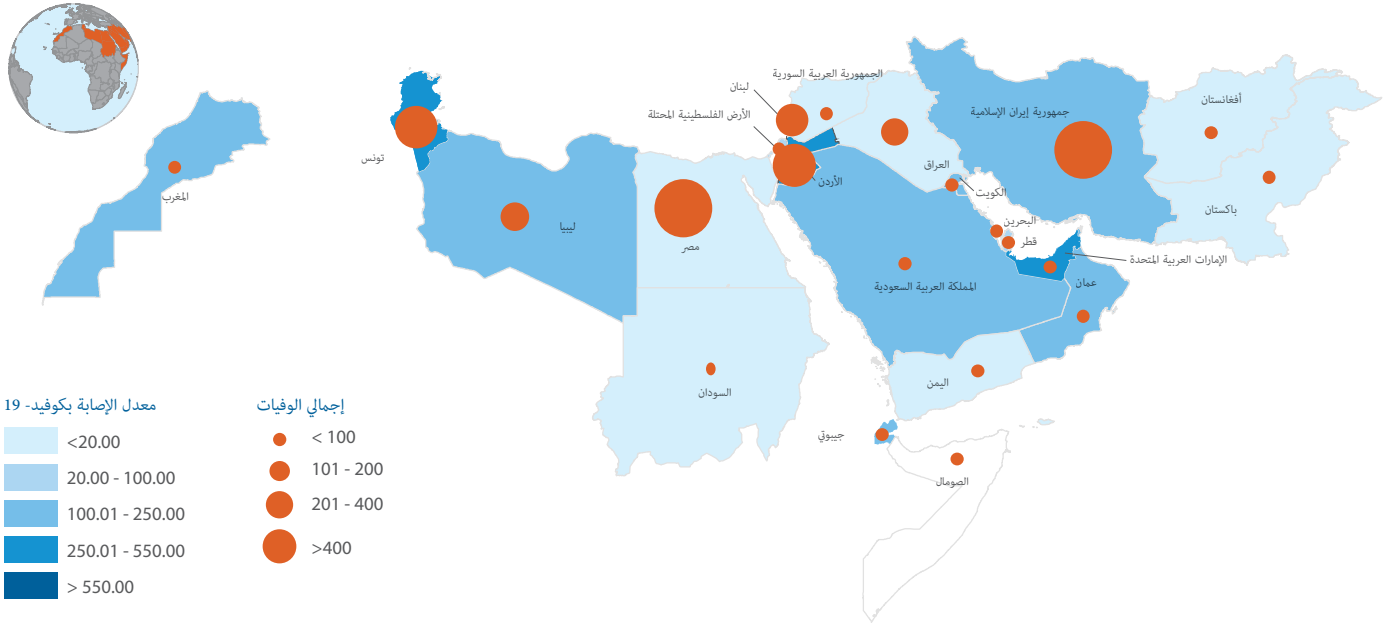 الجمهورية العربية السورية
لبنان
الأرض الفلسطينية المحتلة
تونس
المغرب
ليبيا
مصر
السودان
الأردن
العراق
الكويت
جمهورية إيران الإسلامية
أفغانستان
باكستان
البحرين
قطر
الإمارات العربية المتحدة
المملكة العربية السعودية
عمان
اليمن
جيبوتي
الصومال
معدل الإصابة بكوفيد- 19
<20.00
20.00 - 100.00
100.01 - 250.00
250.01 - 550.00
> 550.00
إجمالي الوفيات
< 100
101 - 200
201 - 400
>400